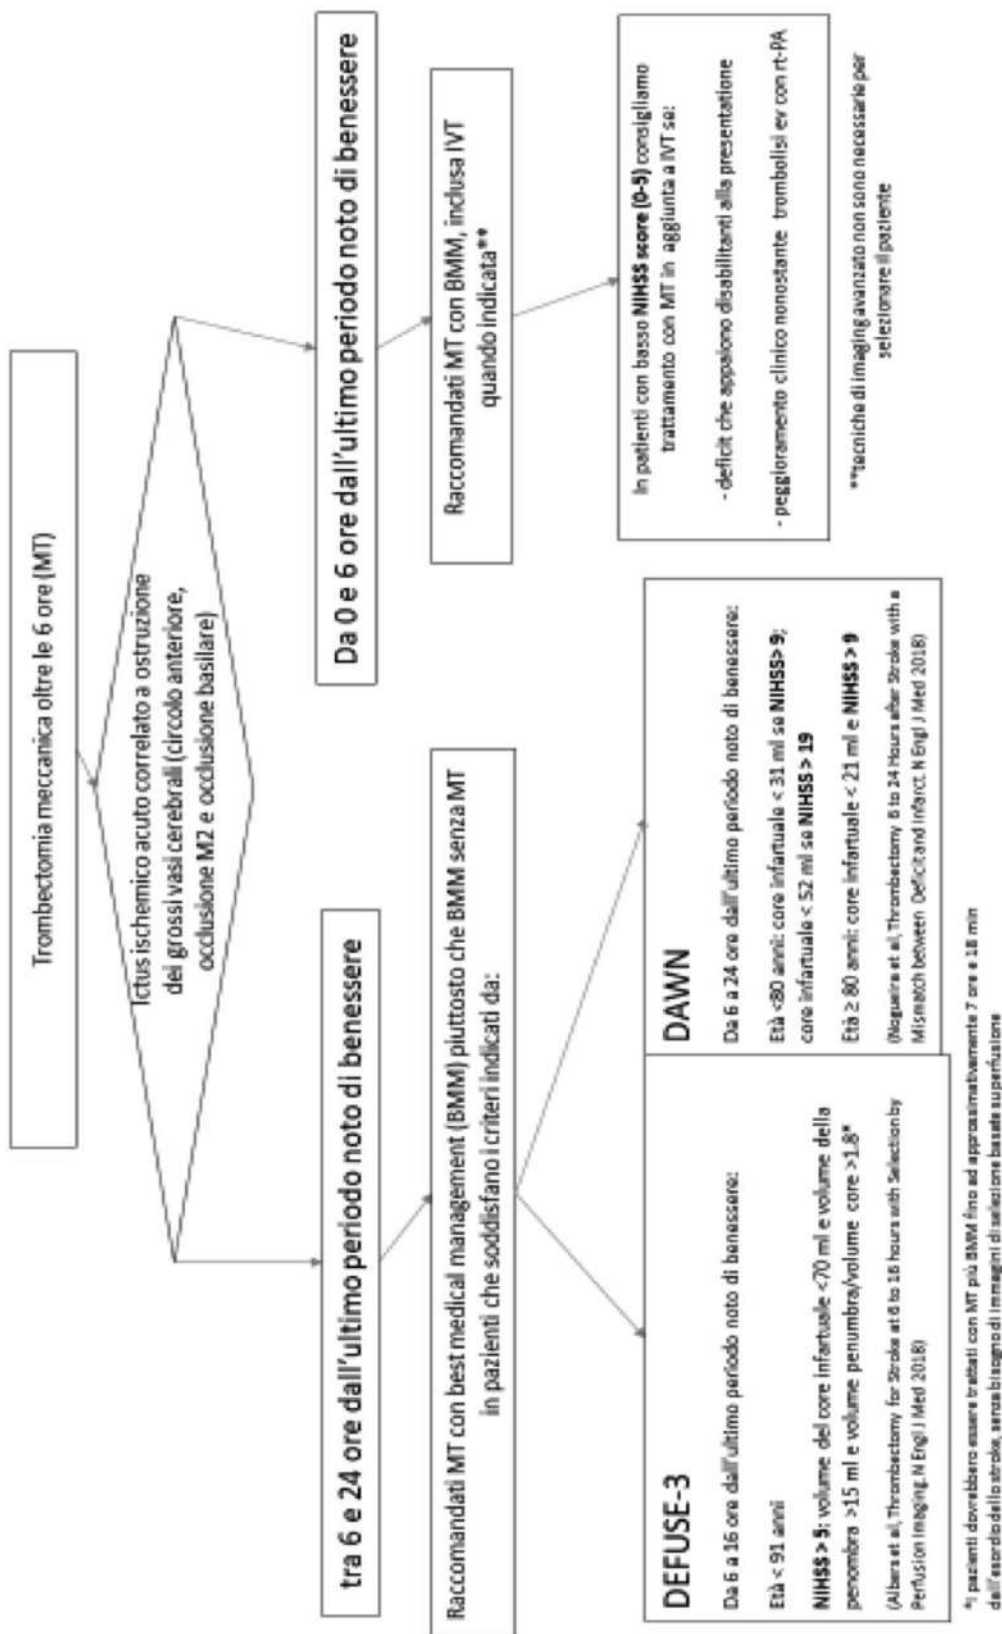 Trombectomia meccanica oltre le 6 ore (MT)
Ictus ischemico acuto correlato a ostruzione
dei grossi vasi cerebrali (circolo anteriore,
occlusione M2 e occlusione basilare)
tra 6 e 24 ore dall'ultimo periodo noto di benessere
Raccomandati MT con best medical management (BMM) piuttosto che BMM senza MT
in pazienti che soddisfano i criteri indicati da:
DEFUSE-3
Da 6 a 16 ore dall'ultimo periodo noto di benessere:
Età < 91 anni
NIHSS > 5: volume del core infartuale <70 ml e volume della
penombra >15 ml e volume penumbra/volume core >1.8*
(Albers et al, Thrombectomy for Stroke at 6 to 16 hours with Selection by
Perfusion Imaging. N Engl J Med 2018)
*I pazienti dovrebbero essere trattati con MT più BMM fino ad approssimativamente 7 ore e 18 min
dall'esordio dello stroke, senza bisogno di immagini di selezione basate su perfusione
DAWN
Da 6 a 24 ore dall'ultimo periodo noto di benessere:
Età <80 anni: core infartuale < 31 ml se NIHSS> 9;
core infartuale < 52 ml se NIHSS > 19
Età ≥ 80 anni: core infartuale < 21 ml e NIHSS > 9
(Nogueira et al, Thrombectomy 6 to 24 Hours after Stroke with a
Mismatch between Deficit and Infarct. N Engl J Med 2018)
Da 0 e 6 ore dall'ultimo periodo noto di benessere
Raccomandati MT con BMM, inclusa IVT
quando indicata**
In patienti con basso NIHSS score (0-5) consigliamo
trattamento con MT in aggiunta a IVT se:
- deficit che appaiono disabilitanti alla presentatione
- peggioramento clinico nonostante trombolisi ev con rt-PA
**tecniche di imaging avanzato non sono necessarie per
selezionare il paziente